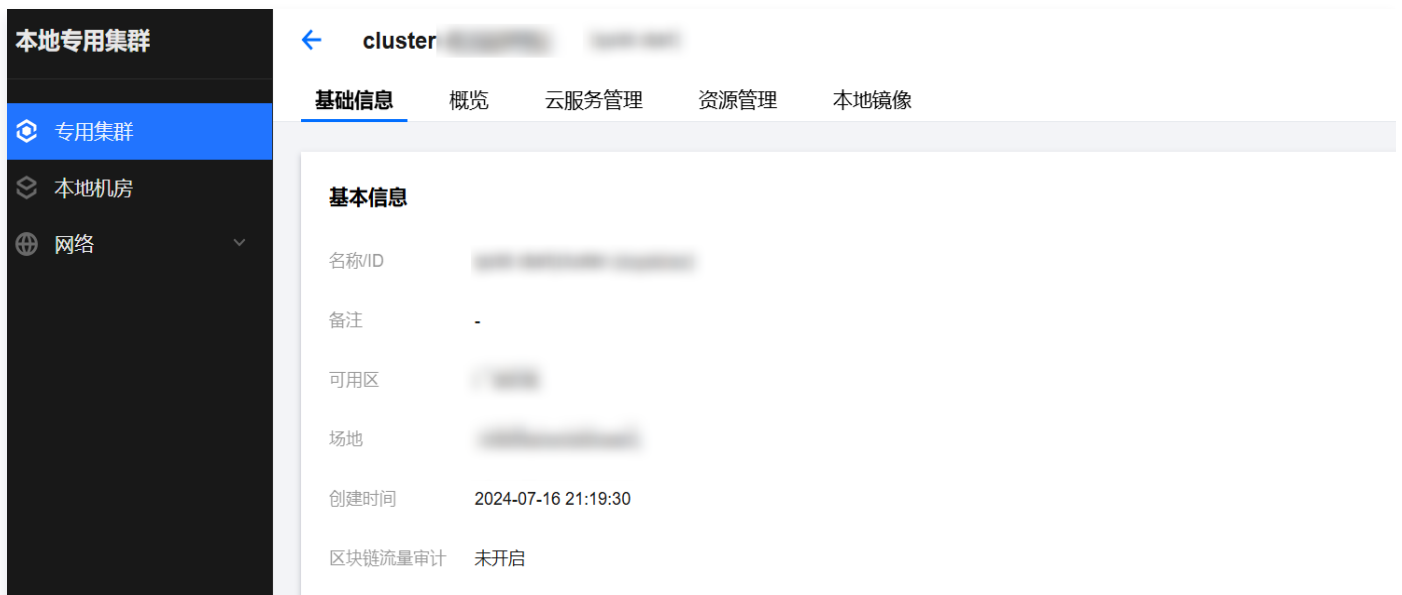 本地专用集群
专用集群
本地机房
网络
cluster
基础信息 概览 云服务管理 资源管理 本地镜像
基本信息
名称/ID
备注 -
可用区
场地
创建时间 2024-07-16 21:19:30
区块链流量审计 未开启